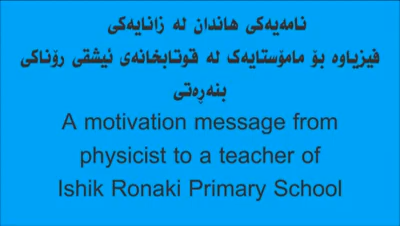 نامەیەکی هاندان لە زانایەکی
فیزیاوە بۆ مامۆستایەک لە قوتابخانەی ئیشقی رۆناکی
بنەڕەتی
A motivation message from
physicist to a teacher of
Ishik Ronaki Primary School